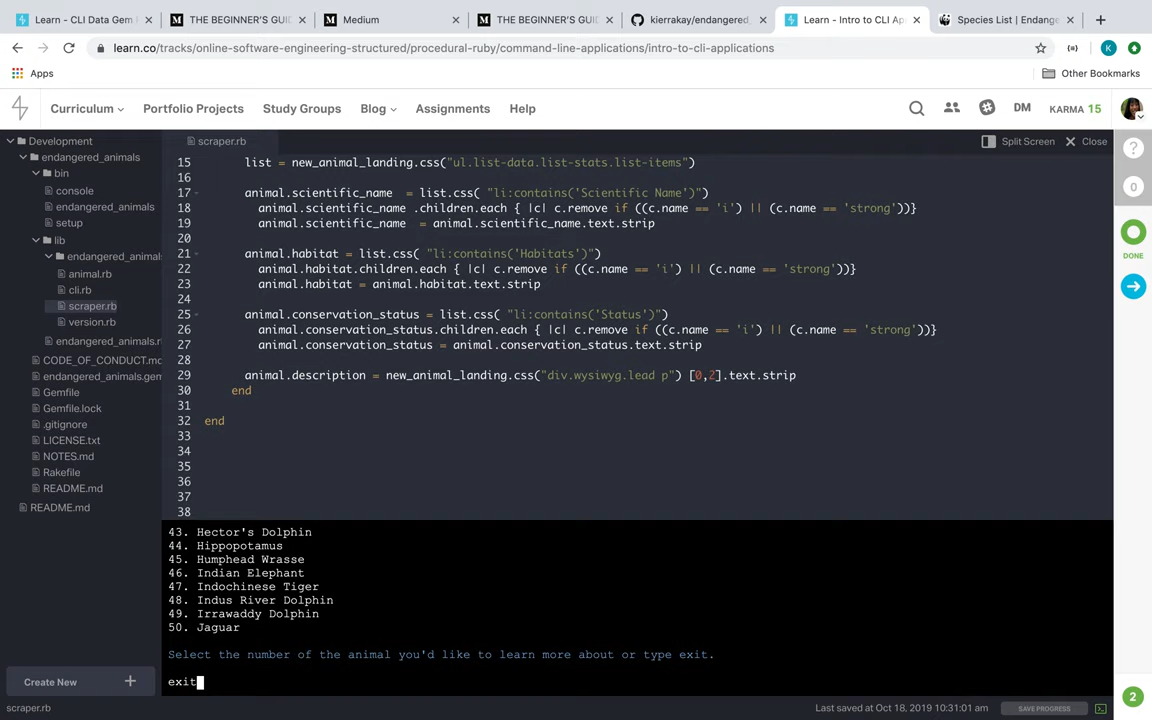 Learn - CLI Data Gem
THE BEGINNER'S GUID
Medium
THE BEGINNER'S GUID
kierrakay/endangered_
Learn - Intro to CLI Ap
Species List | Endange
learn.co/tracks/online-software-engineering-structured/procedural-ruby/command-line-applications/intro-to-cli-applications
K
Apps
Other Bookmarks
Curriculum
Portfolio Projects
Study Groups
Blog
Assignments
Help
DM
KARMA 15
Development
endangered_animals
bin
console
endangered_animals
setup
lib
endangered_animals
animal.rb
cli.rb
scraper.rb
version.rb
endangered_animals.r
CODE_OF_CONDUCT.md
endangered_animals.gem
Gemfile
Gemfile.lock
.gitignore
LICENSE.txt
NOTES.md
Rakefile
README.md
README.md
Create New +
scraper.rb
scraper.rb
Split Screen
Close
15 list = new_animal_landing.css("ul.list-data.list-stats.list-items")
16
17 animal.scientific_name  = list.css( "li:contains('Scientific Name')")
18 animal.scientific_name .children.each { |c| c.remove if ((c.name == 'i') || (c.name == 'strong'))}
19 animal.scientific_name  = animal.scientific_name.text.strip
20
21 animal.habitat = list.css( "li:contains('Habitats')")
22 animal.habitat.children.each { |c| c.remove if ((c.name == 'i') || (c.name == 'strong'))}
23 animal.habitat = animal.habitat.text.strip
24
25 animal.conservation_status = list.css( "li:contains('Status')")
26 animal.conservation_status.children.each { |c| c.remove if ((c.name == 'i') || (c.name == 'strong'))}
27 animal.conservation_status = animal.conservation_status.text.strip
28
29 animal.description = new_animal_landing.css("div.wysiwyg.lead p") [0,2].text.strip
30 end
31
32 end
33
34
35
36
37
38
43. Hector's Dolphin
44. Hippopotamus
45. Humphead Wrasse
46. Indian Elephant
47. Indochinese Tiger
48. Indus River Dolphin
49. Irrawaddy Dolphin
50. Jaguar
Select the number of the animal you'd like to learn more about or type exit.
exit
Last saved at Oct 18, 2019 10:31:01 am
SAVE PROGRESS
?
0
DONE
2